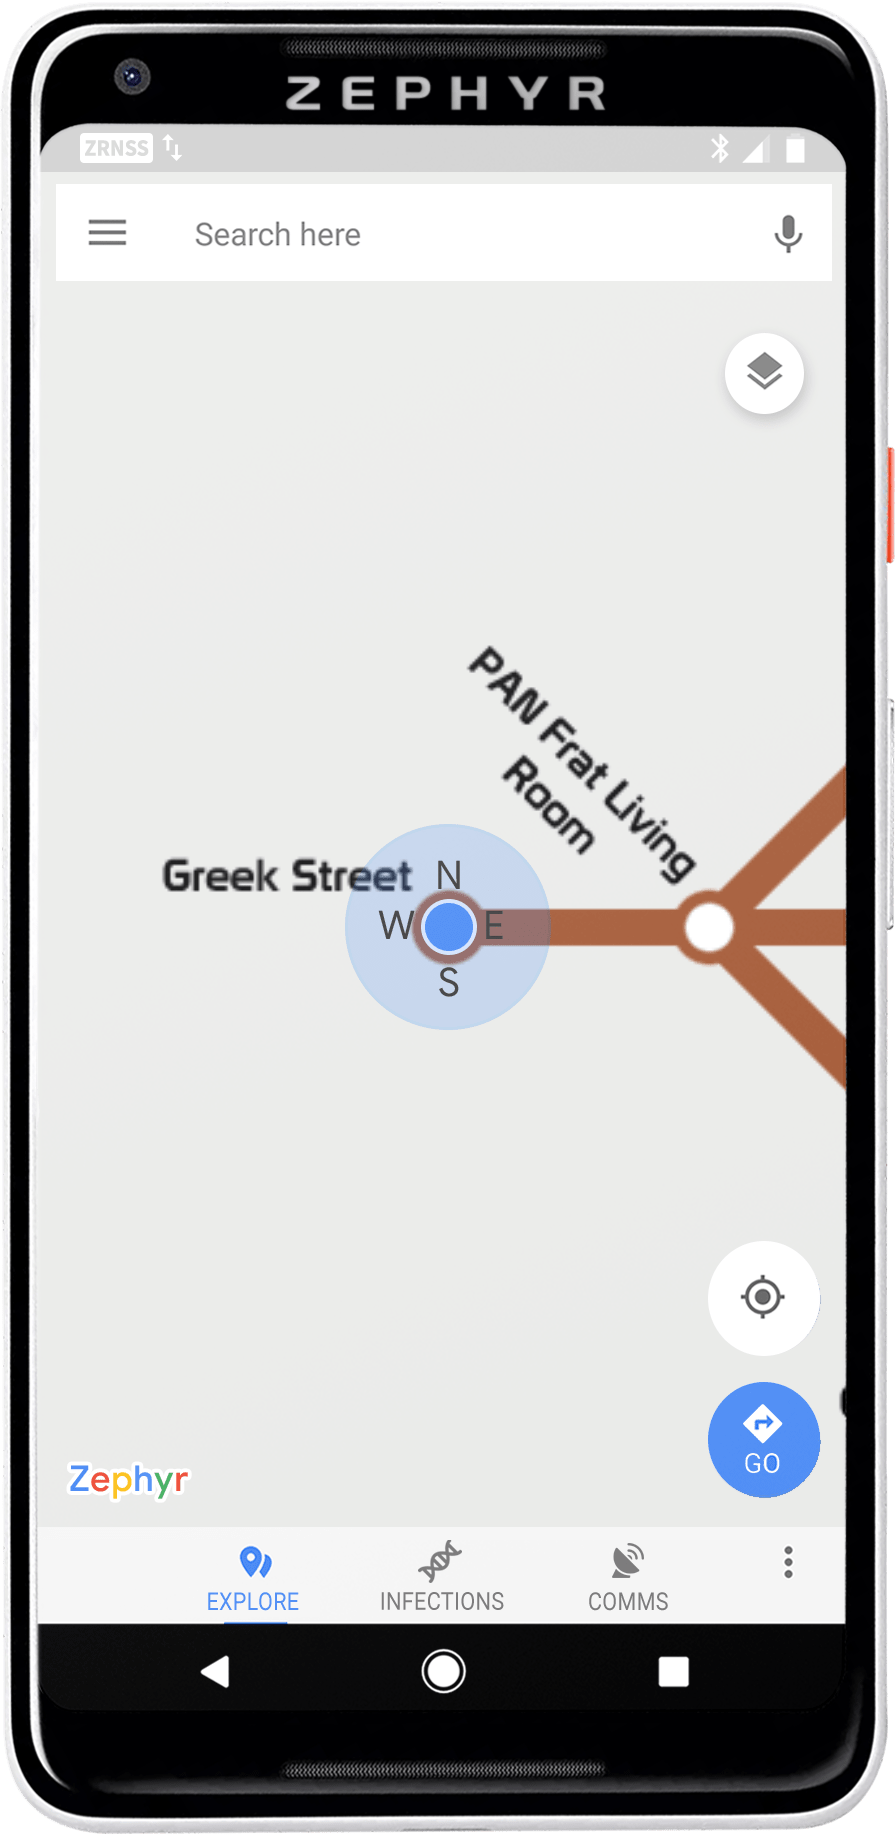 ZEPHYR
ZRNSS
Search here
PAN Frat Living
Room
Greek Street
N
W
E
S
GO
Zephyr
EXPLORE
INFECTIONS
COMMS